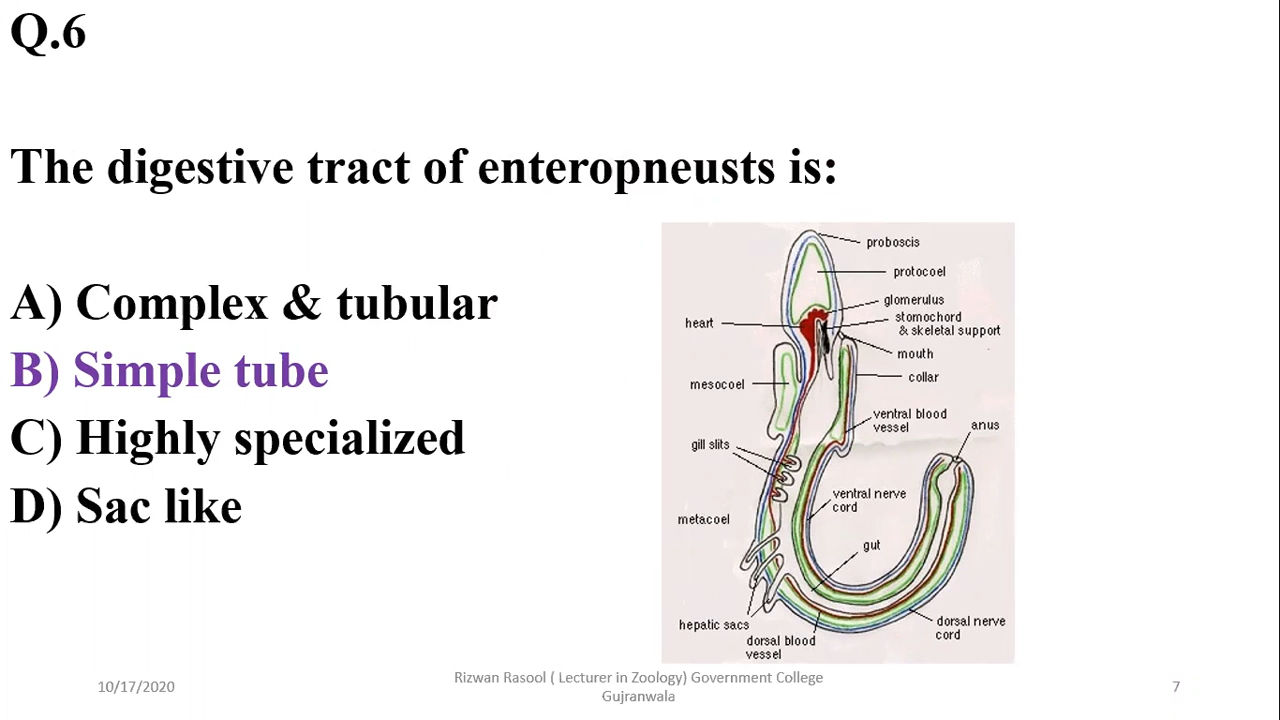 Q.6
The digestive tract of enteropneusts is:
A) Complex & tubular
B) Simple tube
C) Highly specialized
D) Sac like
proboscis
protocoel
glomerulus
stomochord
& skeletal support
heart
mouth
collar
mesocoel
ventral blood
vessel
anus
gill slits
ventral nerve
cord
metacoel
gut
hepatic sacs
dorsal blood
vessel
dorsal nerve
cord
10/17/2020
Rizwan Rasool ( Lecturer in Zoology) Government College
Gujranwala
7